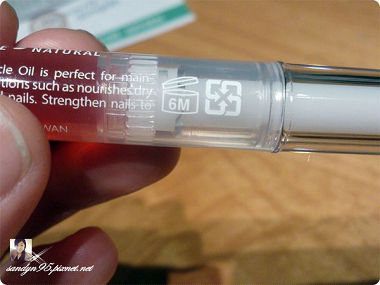 E — NATURAL
cle Oil is perfect for main-
tions such as nourishes dry
nails. Strengthen nails to
WAN
6M
sandyn95.pixnet.net